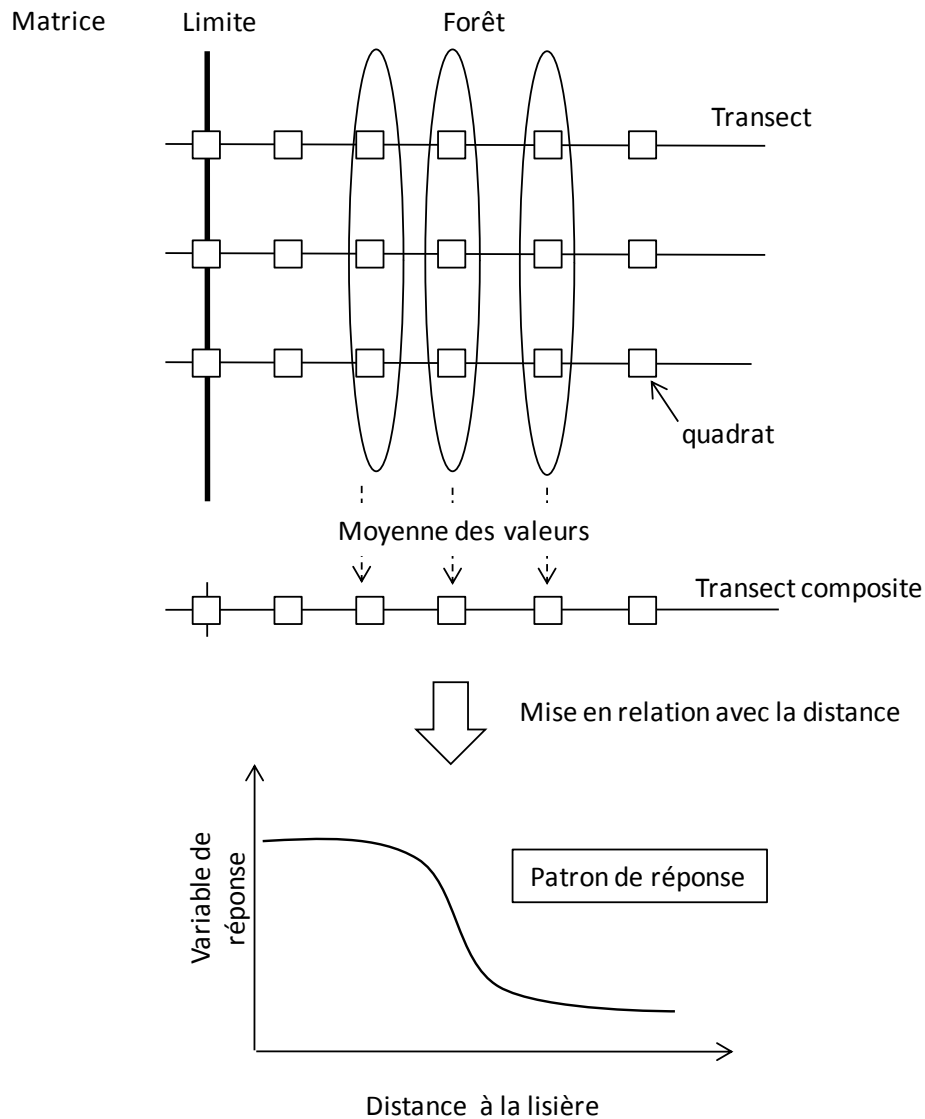 Matrice
Limite
Forêt
Transect
quadrat
Moyenne des valeurs
Transect composite
Mise en relation avec la distance
Variable de
réponse
Patron de réponse
Distance à la lisière